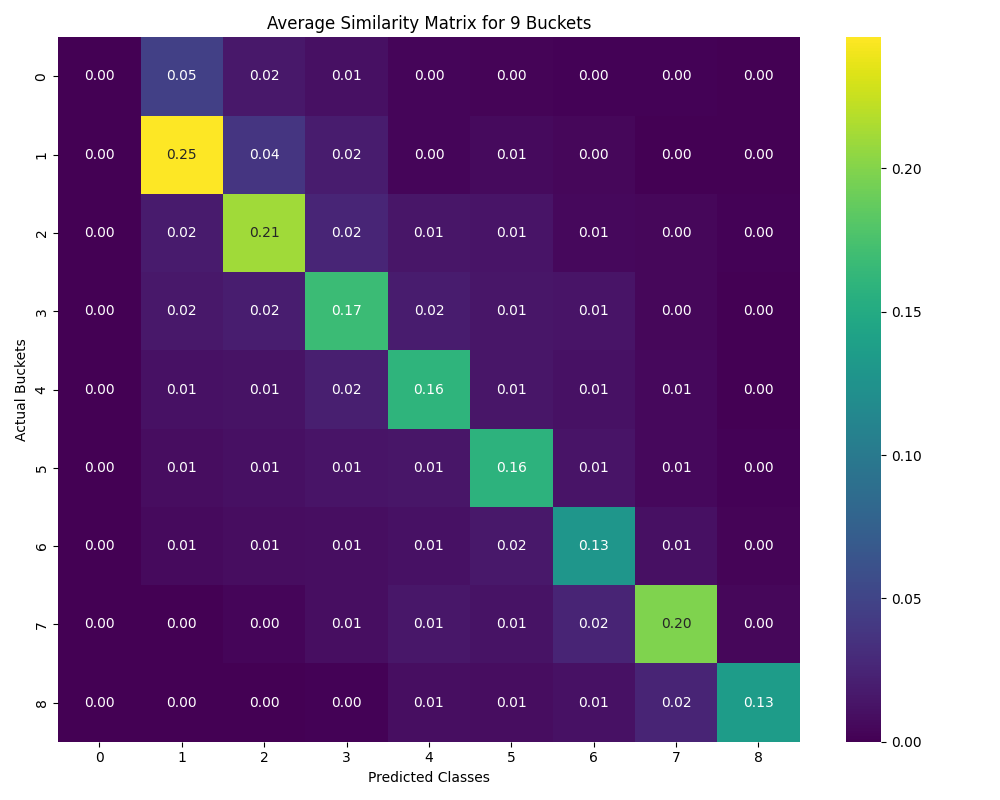 Average Similarity Matrix for 9 Buckets
0 0.00 0.05 0.02 0.01 0.00 0.00 0.00 0.00 0.00
1 0.00 0.25 0.04 0.02 0.00 0.01 0.00 0.00 0.00
2 0.00 0.02 0.21 0.02 0.01 0.01 0.01 0.00 0.00
3 0.00 0.02 0.02 0.17 0.02 0.01 0.01 0.00 0.00
4 0.00 0.01 0.01 0.02 0.16 0.01 0.01 0.01 0.00
5 0.00 0.01 0.01 0.01 0.01 0.16 0.01 0.01 0.00
6 0.00 0.01 0.01 0.01 0.01 0.02 0.13 0.01 0.00
7 0.00 0.00 0.00 0.01 0.01 0.01 0.02 0.20 0.00
8 0.00 0.00 0.00 0.00 0.01 0.01 0.01 0.02 0.13
0 1 2 3 4 5 6 7 8
Predicted Classes
Actual Buckets
0.20
0.15
0.10
0.05
0.00